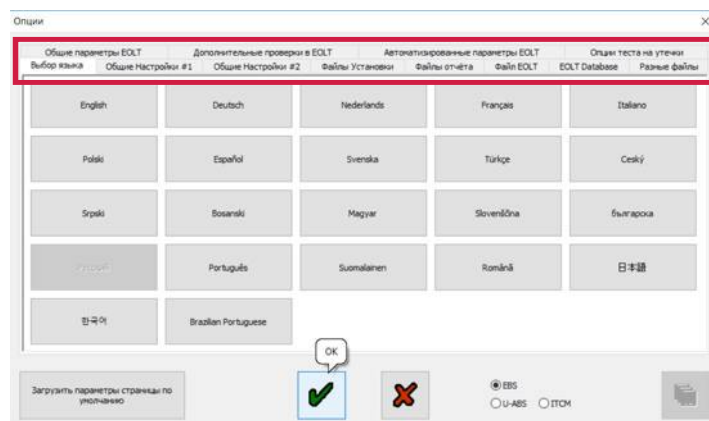 Опции
Общие параметры EOLT Дополнительные проверки в EOLT Автоматизированные параметры EOLT Опции теста на утечки
Выбор языка Общие Настройки #1 Общие Настройки #2 Файлы Установки Файлы отчёта Файл EOLT EOLT Database Разные файлы
English Deutsch Nederlands Français Italiano
Polski Español Svenska Türkçe Ceský
Srpski Bosanski Magyar Slovenščina български
Русский Português Suomalainen Română 日本語
한국어 Brazilian Portuguese
OK
Загрузить параметры страницы по
умолчанию
EBS
U-ABS ITCM